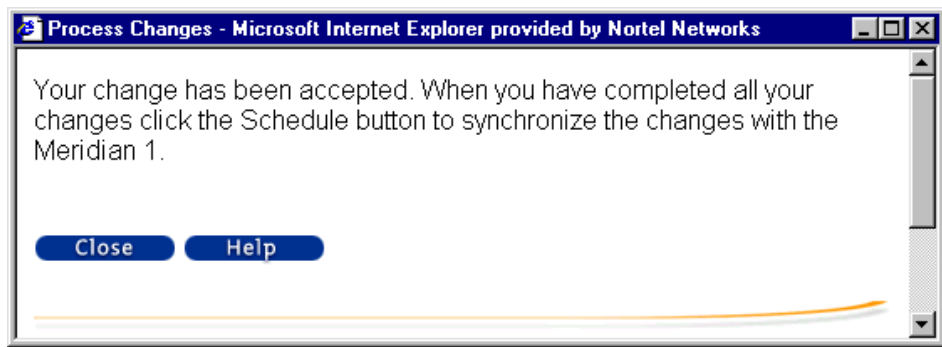 Process Changes - Microsoft Internet Explorer provided by Nortel Networks
Your change has been accepted. When you have completed all your
changes click the Schedule button to synchronize the changes with the
Meridian 1.
Close Help